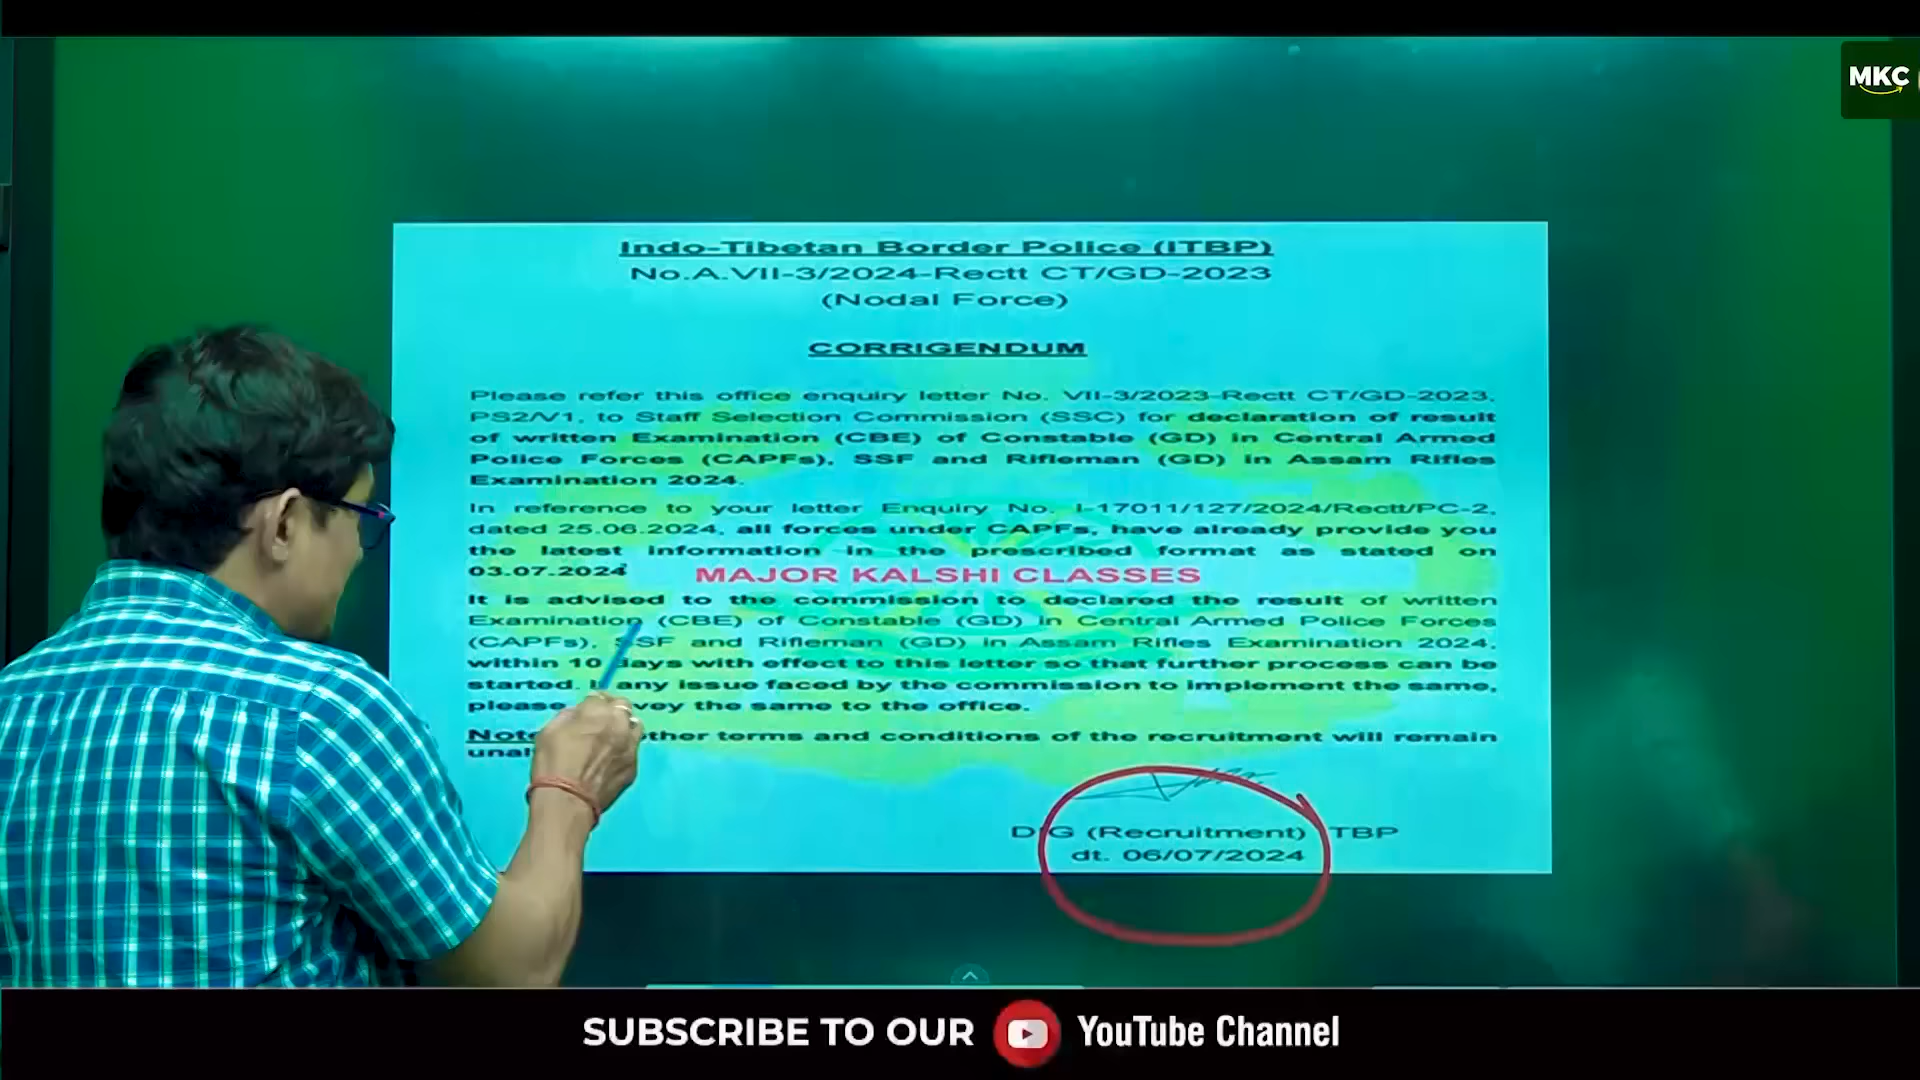 MKC
Indo-Tibetan Border Police (ITBP)
No.A.VII-3/2024-Rectt CT/GD-2023
(Nodal Force)
CORRIGENDUM
Please refer this office enquiry letter No. VII-3/2023-Rectt CT/GD-2023,
PS2/V1, to Staff Selection Commission (SSC) for declaration of result
of written Examination (CBE) of Constable (GD) in Central Armed
Police Forces (CAPFs), SSF and Rifleman (GD) in Assam Rifles
Examination 2024.
In reference to your letter Enquiry No. I-17011/127/2024/Rectt/PC-2,
dated 25.06.2024, all forces under CAPFs, have already provide you
the latest information in the prescribed format as stated on
03.07.2024
MAJOR KALSHI CLASSES
It is advised to the commission to declared the result of written
Examination (CBE) of Constable (GD) in Central Armed Police Forces
(CAPFs), SSF and Rifleman (GD) in Assam Rifles Examination 2024,
within 10 days with effect to this letter so that further process can be
started. any issue faced by the commission to implement the same,
please the same to the office.
Note terms and conditions of the recruitment will remain
DIG (Recruitment) ITBP
dt. 06/07/2024
SUBSCRIBE TO OUR YouTube Channel